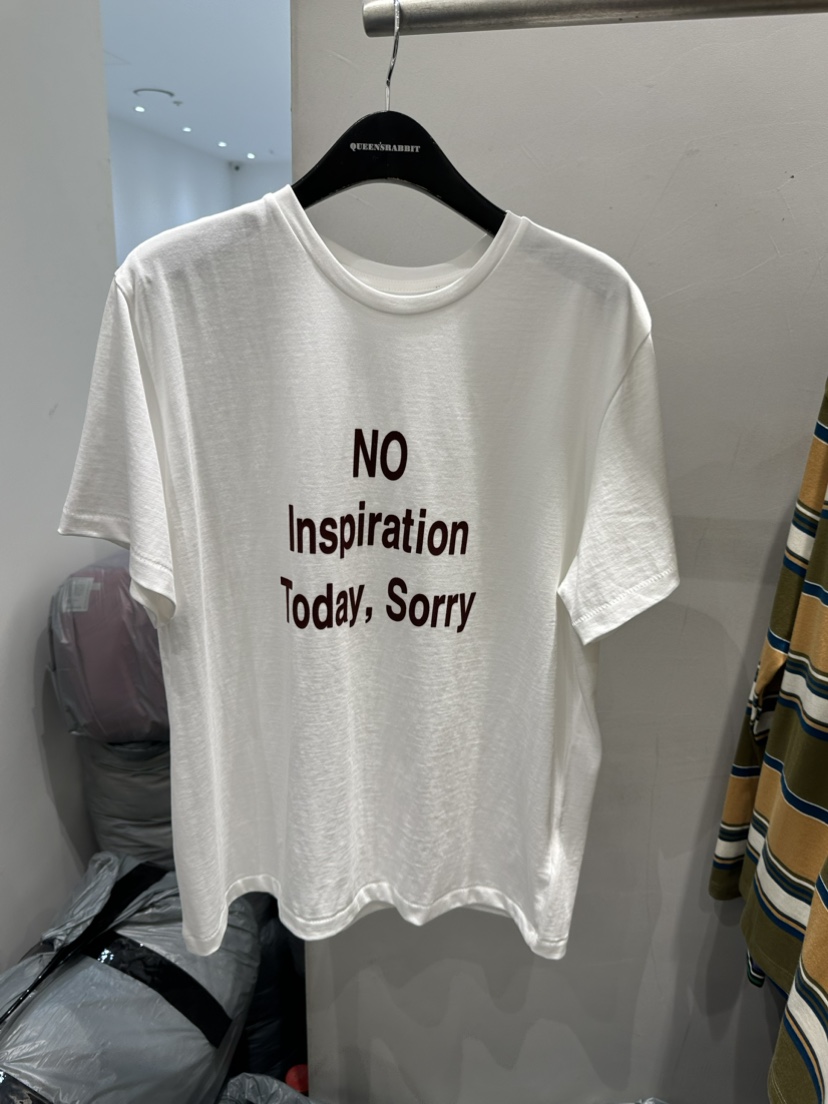 QUEENSRABBIT
NO
Inspiration
Today, Sorry